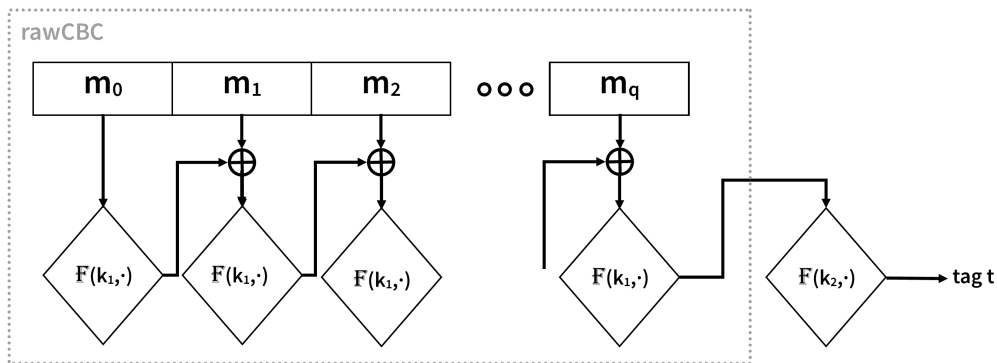 rawCBC
m₀ m₁ m₂ ooo m_q
F(k₁,·) F(k₁,·) F(k₁,·) F(k₁,·) F(k₂,·) tag t